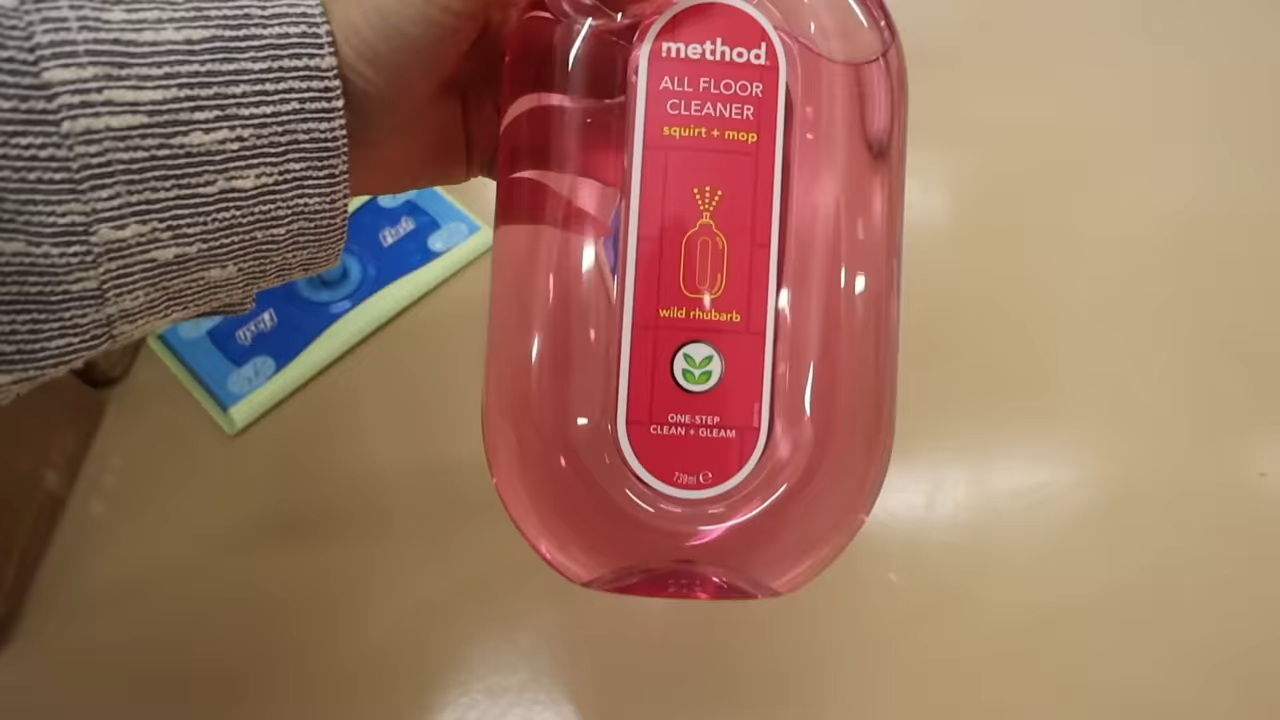 method
ALL FLOOR
CLEANER
squirt + mop
wild rhubarb
ONE-STEP
CLEAN + GLEAM
739ml e
Flash
Flash